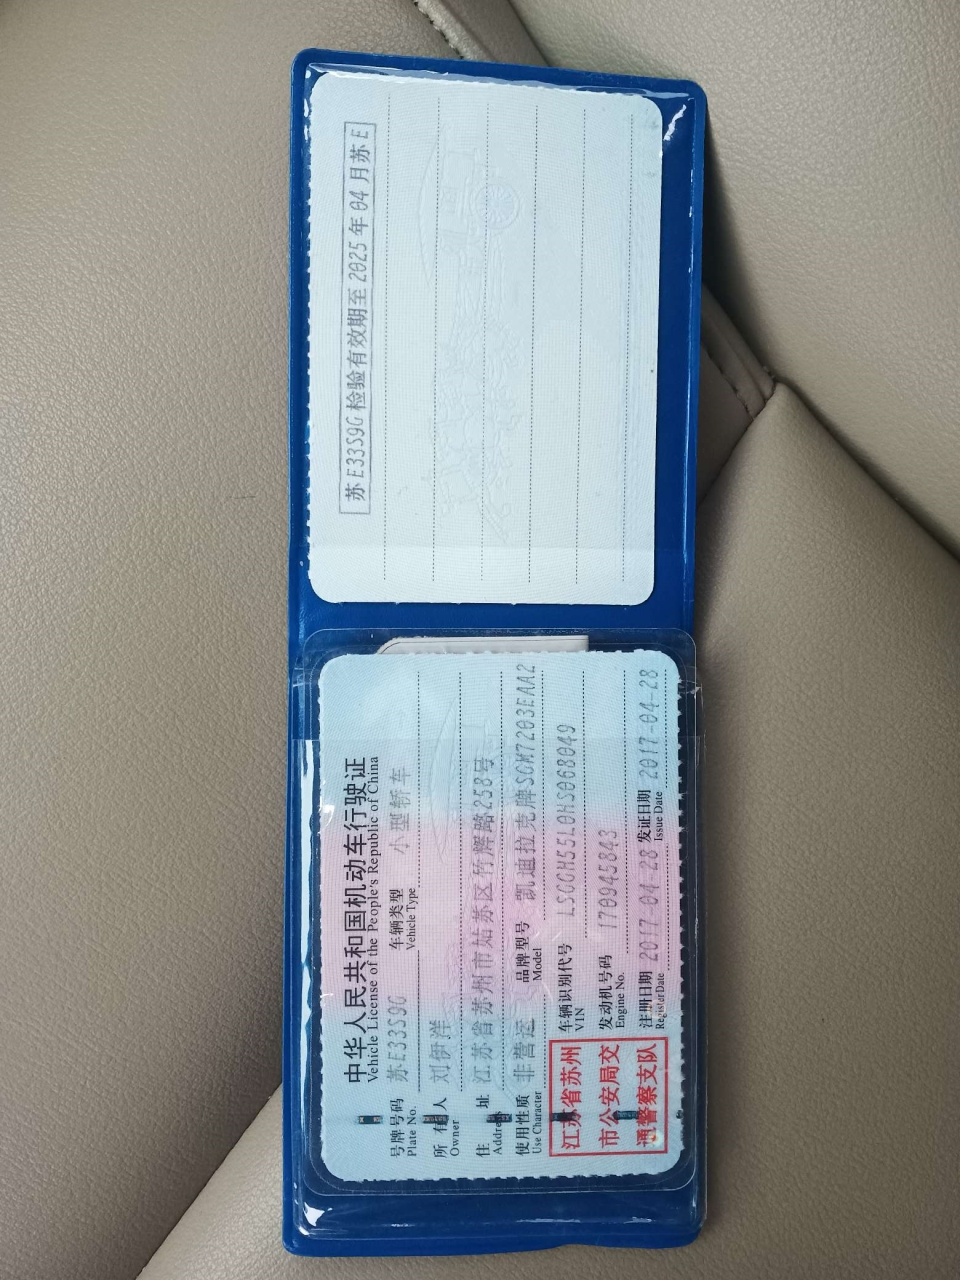 中华人民共和国机动车行驶证
Vehicle License of the People's Republic of China
号牌号码 苏E33S9G 车辆类型 小型轿车
Plate No. Vehicle Type
所有人 刘伊洋
Owner
住址 江苏省苏州市姑苏区竹辉路258号
Address
使用性质 非营运 品牌型号 凯迪拉克牌SGM7203EAA2
Use Character Model
江苏省苏州
市公安局交
通警察支队
车辆识别代号 LSGGH55L0HS068049
VIN
发动机号码 170945843
Engine No.
注册日期 2017-04-28 发证日期 2017-04-28
Register Date Issue Date
苏E33S9G检验有效期至2025年04月苏E